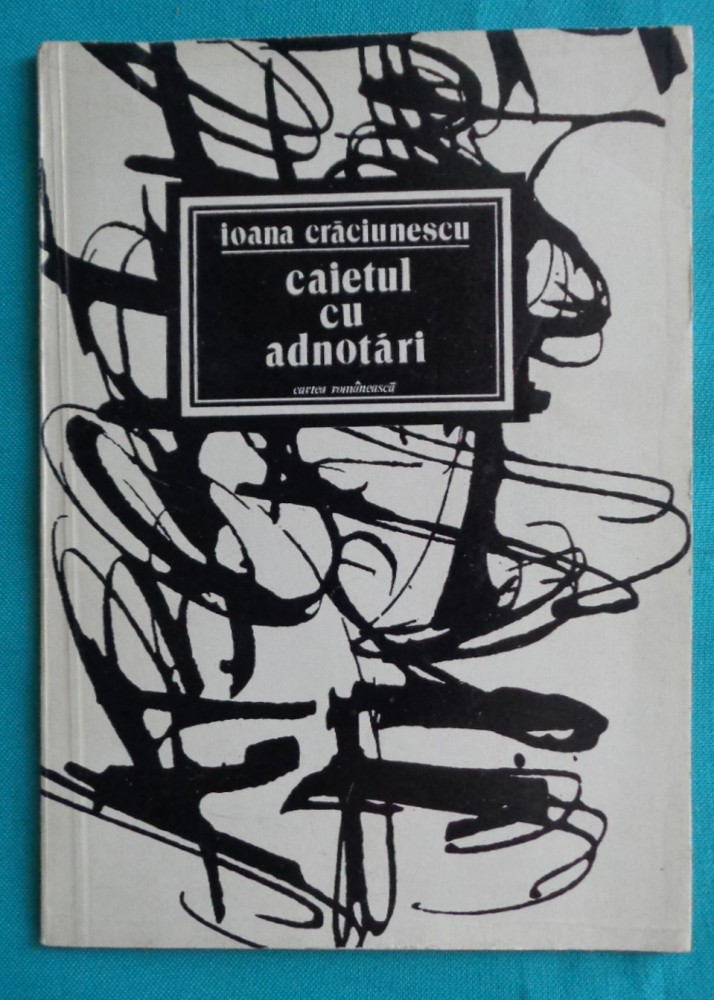 ioana crăciunescu
caietul
cu
adnotări
cartea românească